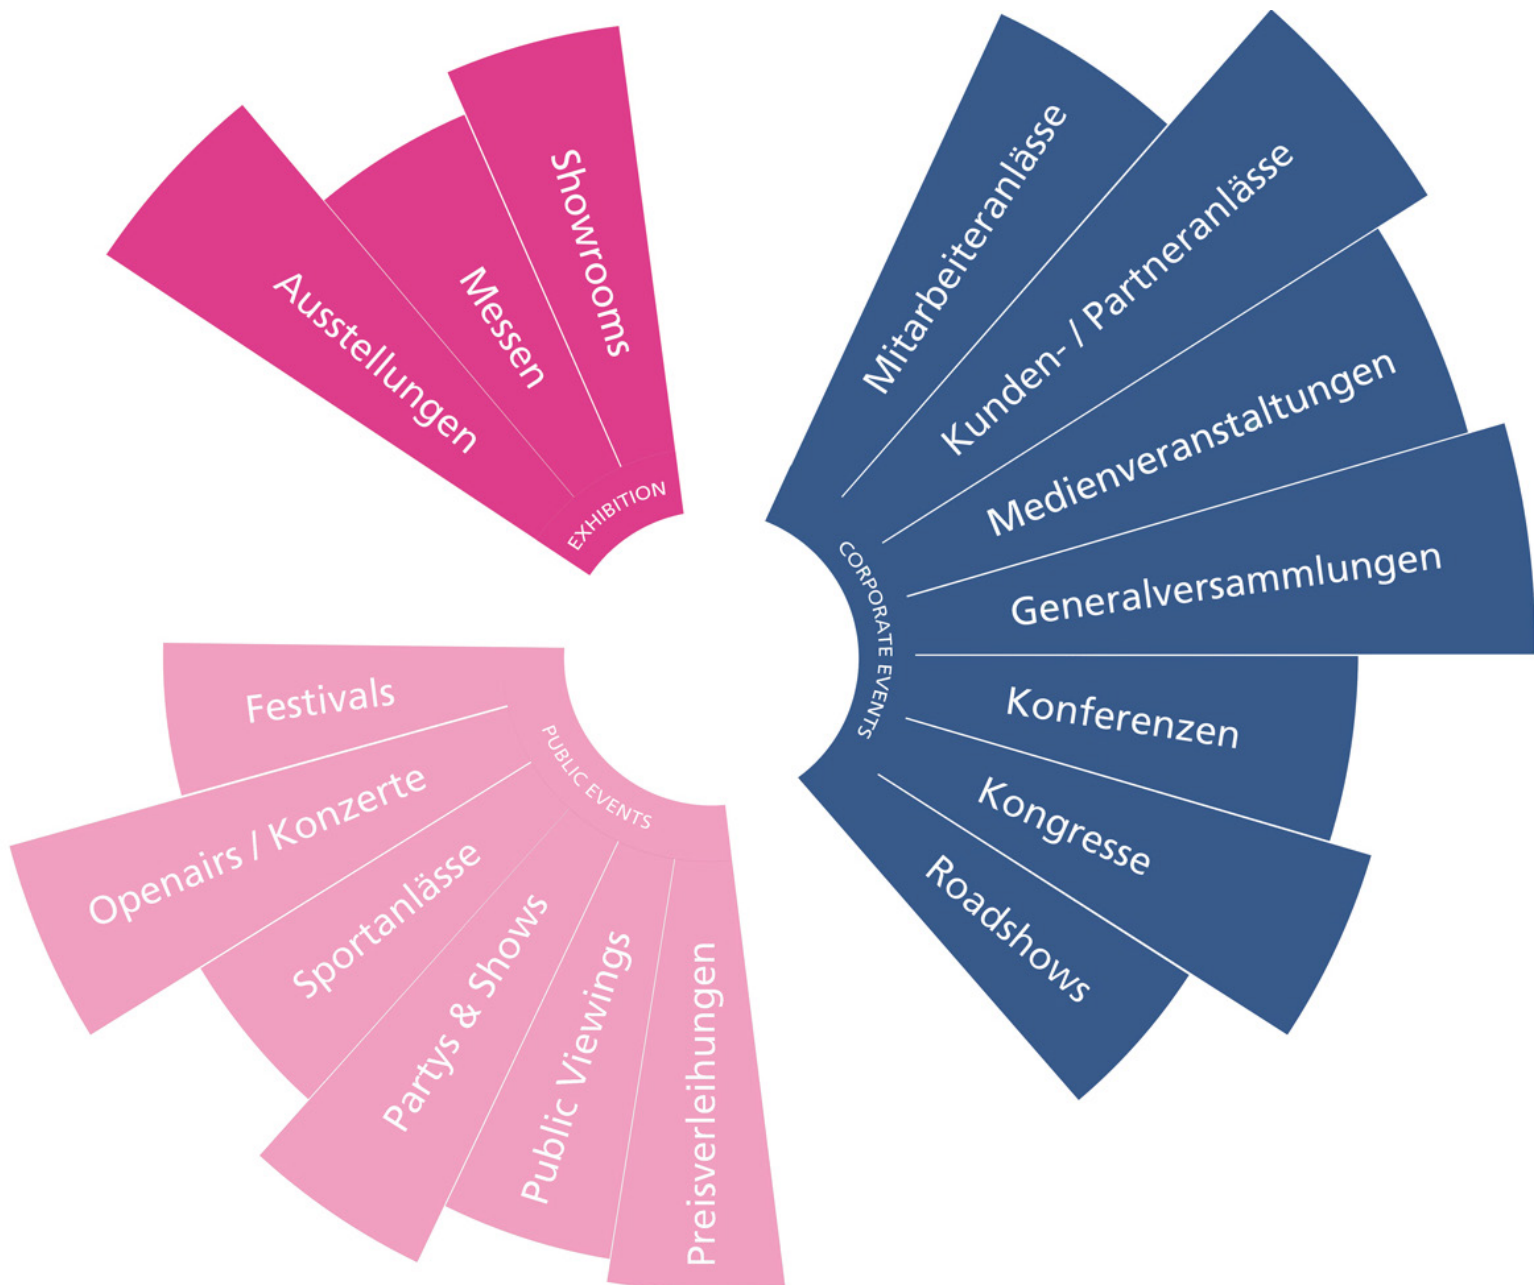 Ausstellungen
Messen
Showrooms
EXHIBITION
Mitarbeiteranlässe
Kunden- / Partneranlässe
Medienveranstaltungen
Generalversammlungen
Konferenzen
Kongresse
Roadshows
CORPORATE EVENTS
Festivals
Openairs / Konzerte
Sportanlässe
Partys & Shows
Public Viewings
Preisverleihungen
PUBLIC EVENTS